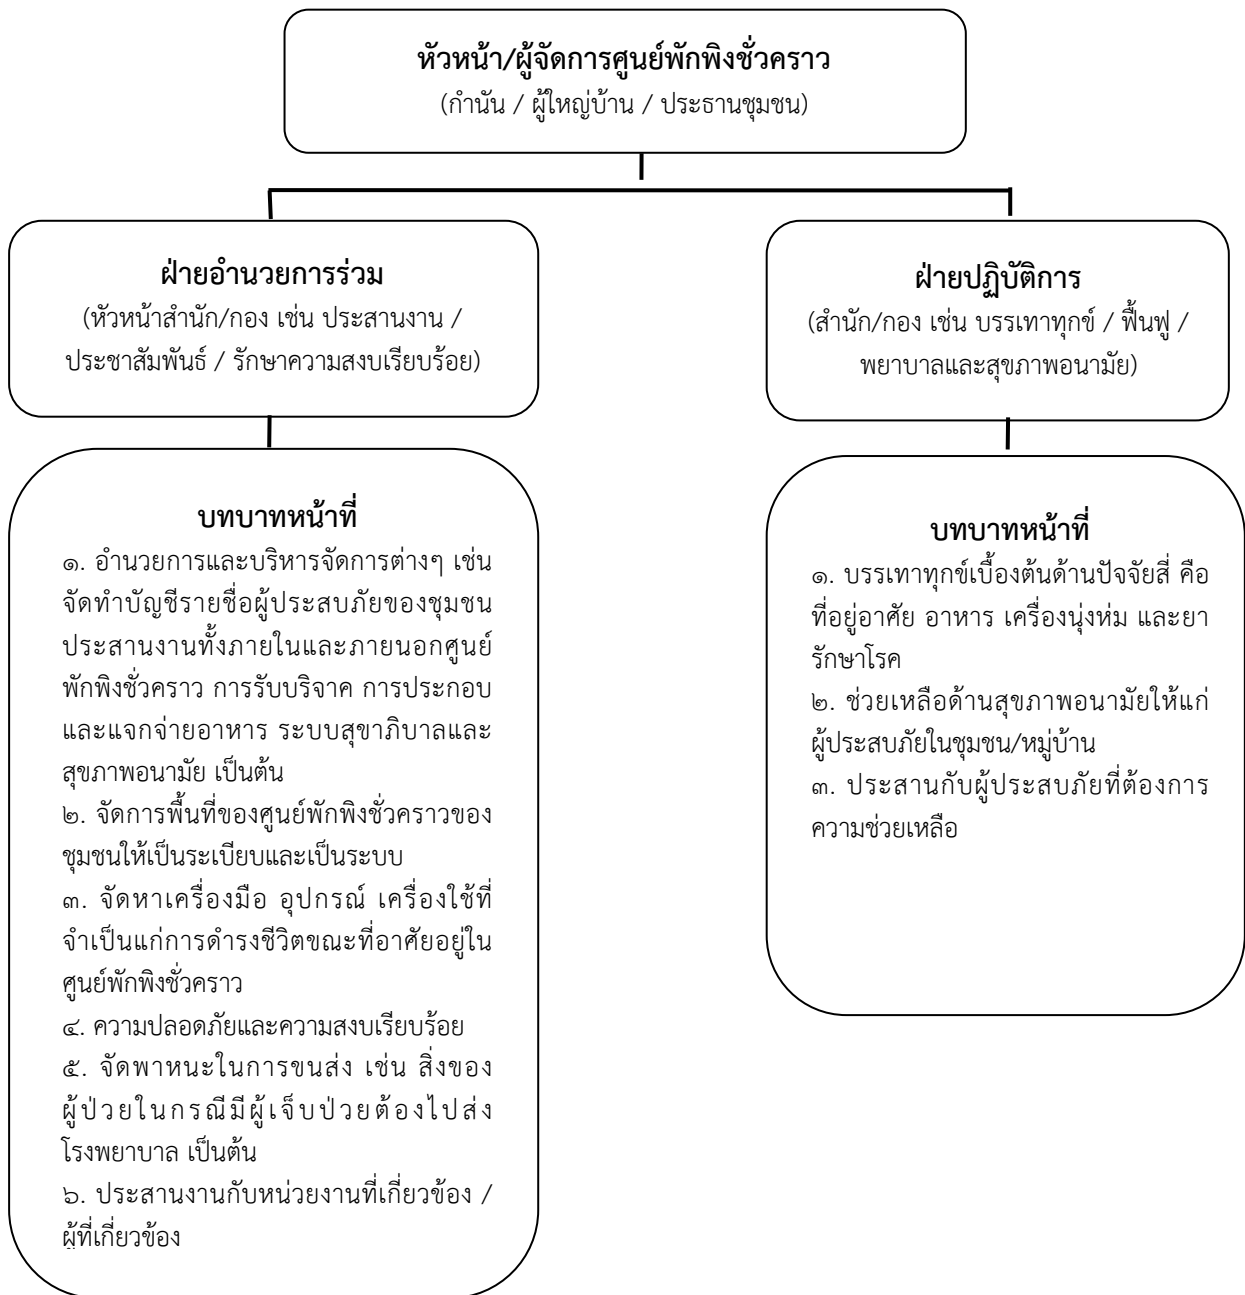 หัวหน้า/ผู้จัดการศูนย์พักพิงชั่วคราว
(กำนัน / ผู้ใหญ่บ้าน / ประธานชุมชน)
ฝ่ายอำนวยการร่วม
(หัวหน้าสำนัก/กอง เช่น ประสานงาน /
ประชาสัมพันธ์ / รักษาความสงบเรียบร้อย)
บทบาทหน้าที่
๑. อำนวยการและบริหารจัดการต่างๆ เช่น
จัดทำบัญชีรายชื่อผู้ประสบภัยของชุมชน
ประสานงานทั้งภายในและภายนอกศูนย์
พักพิงชั่วคราว การรับบริจาค การประกอบ
และแจกจ่ายอาหาร ระบบสุขาภิบาลและ
สุขภาพอนามัย เป็นต้น
๒. จัดการพื้นที่ของศูนย์พักพิงชั่วคราวของ
ชุมชนให้เป็นระเบียบและเป็นระบบ
๓. จัดหาเครื่องมือ อุปกรณ์ เครื่องใช้ที่
จำเป็นแก่การดำรงชีวิตขณะที่อาศัยอยู่ใน
ศูนย์พักพิงชั่วคราว
๔. ความปลอดภัยและความสงบเรียบร้อย
๕. จัดพาหนะในการขนส่ง เช่น สิ่งของ
ผู้ป่วยในกรณีมีผู้เจ็บป่วยต้องไปส่ง
โรงพยาบาล เป็นต้น
๖. ประสานงานกับหน่วยงานที่เกี่ยวข้อง /
ผู้ที่เกี่ยวข้อง
ฝ่ายปฏิบัติการ
(สำนัก/กอง เช่น บรรเทาทุกข์ / ฟื้นฟู /
พยาบาลและสุขภาพอนามัย)
บทบาทหน้าที่
๑. บรรเทาทุกข์เบื้องต้นด้านปัจจัยสี่ คือ
ที่อยู่อาศัย อาหาร เครื่องนุ่งห่ม และยา
รักษาโรค
๒. ช่วยเหลือด้านสุขภาพอนามัยให้แก่
ผู้ประสบภัยในชุมชน/หมู่บ้าน
๓. ประสานกับผู้ประสบภัยที่ต้องการ
ความช่วยเหลือ